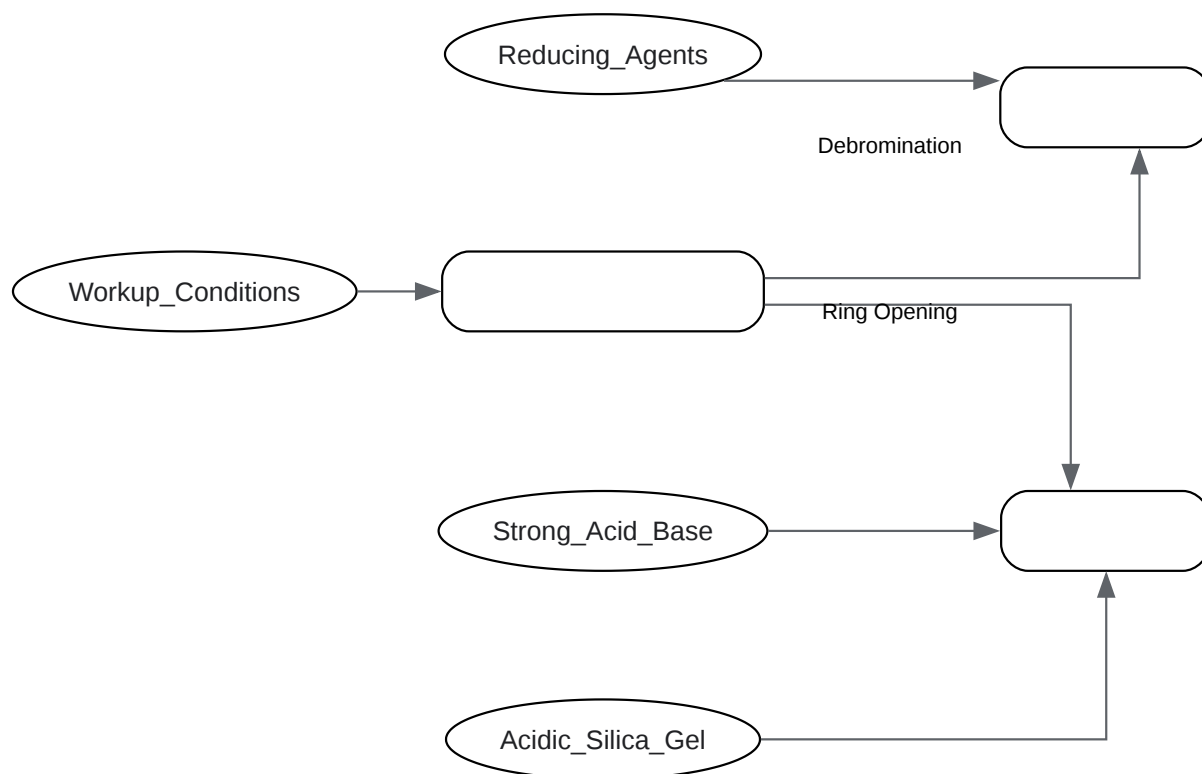 Reducing_Agents
Debromination
Workup_Conditions
Ring Opening
Strong_Acid_Base
Acidic_Silica_Gel